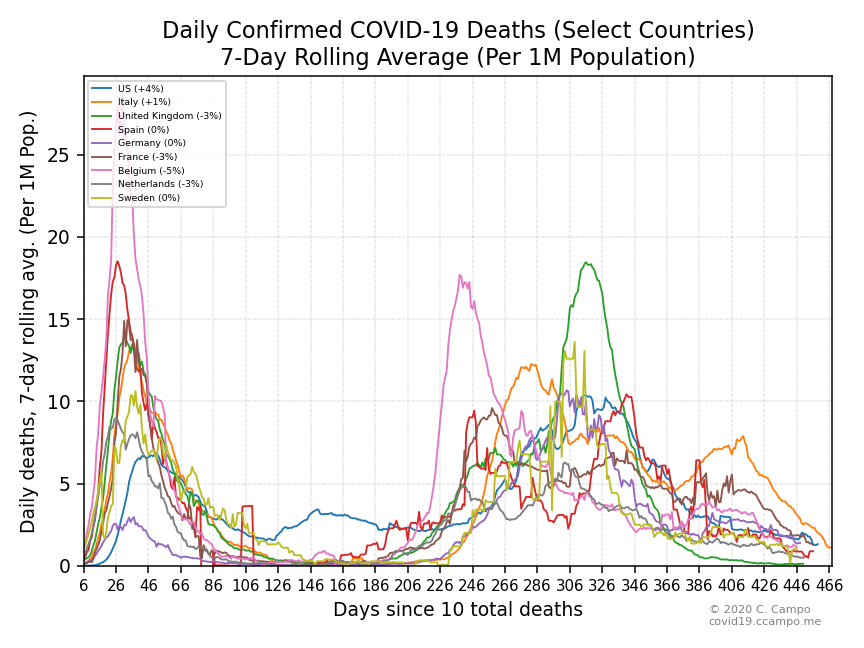 Daily Confirmed COVID-19 Deaths (Select Countries)
7-Day Rolling Average (Per 1M Population)
Daily deaths, 7-day rolling avg. (Per 1M Pop.)
US (+4%)
Italy (+1%)
United Kingdom (-3%)
Spain (0%)
Germany (0%)
France (-3%)
Belgium (-5%)
Netherlands (-3%)
Sweden (0%)
25
20
15
10
5
0
6 26 46 66 86 106 126 146 166 186 206 226 246 266 286 306 326 346 366 386 406 426 446 466
Days since 10 total deaths
© 2020 C. Campo
covid19.ccampo.me